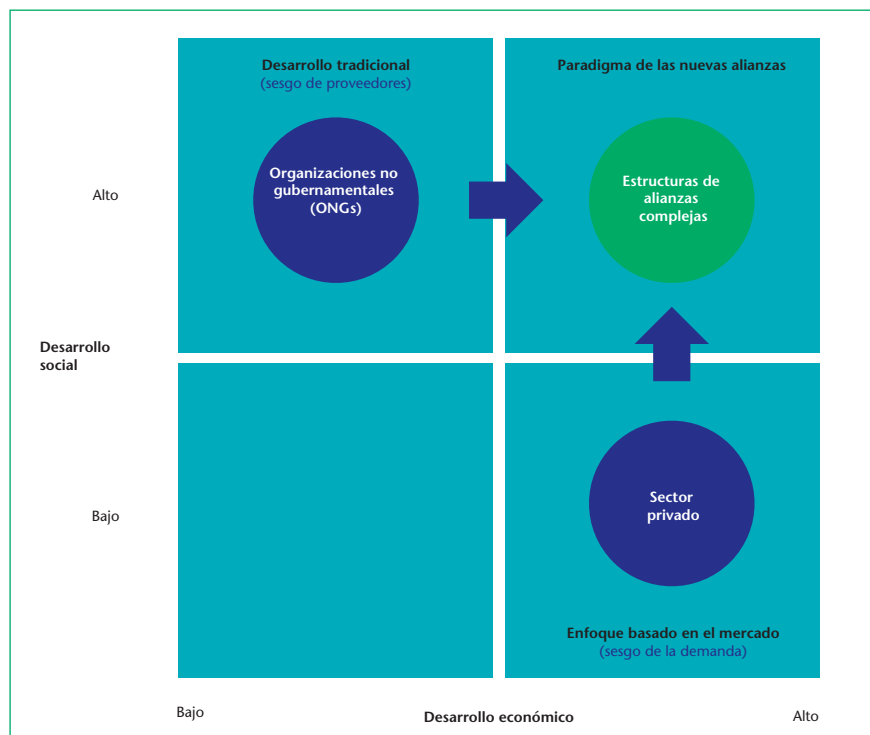 Desarrollo tradicional
(sesgo de proveedores)
Paradigma de las nuevas alianzas
Organizaciones no
gubernamentales
(ONGs)
Estructuras de
alianzas
complejas
Alto
Desarrollo
social
Sector
privado
Bajo
Enfoque basado en el mercado
(sesgo de la demanda)
Bajo
Desarrollo económico
Alto